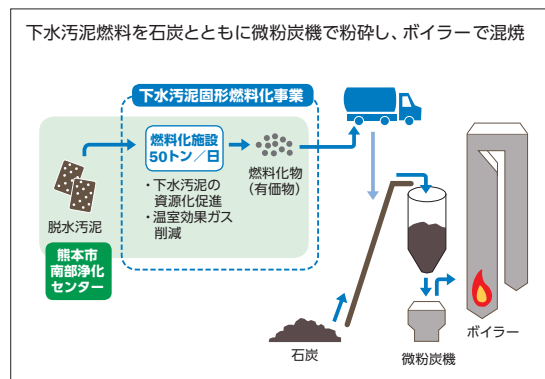 下水汚泥燃料を石炭とともに微粉炭機で粉砕し、ボイラーで混焼
下水汚泥固形燃料化事業
燃料化施設
50トン／日
・下水汚泥の
資源化促進
・温室効果ガス
削減
燃料化物
（有価物）
脱水汚泥
熊本市
南部浄化
センター
石炭
微粉炭機
ボイラー